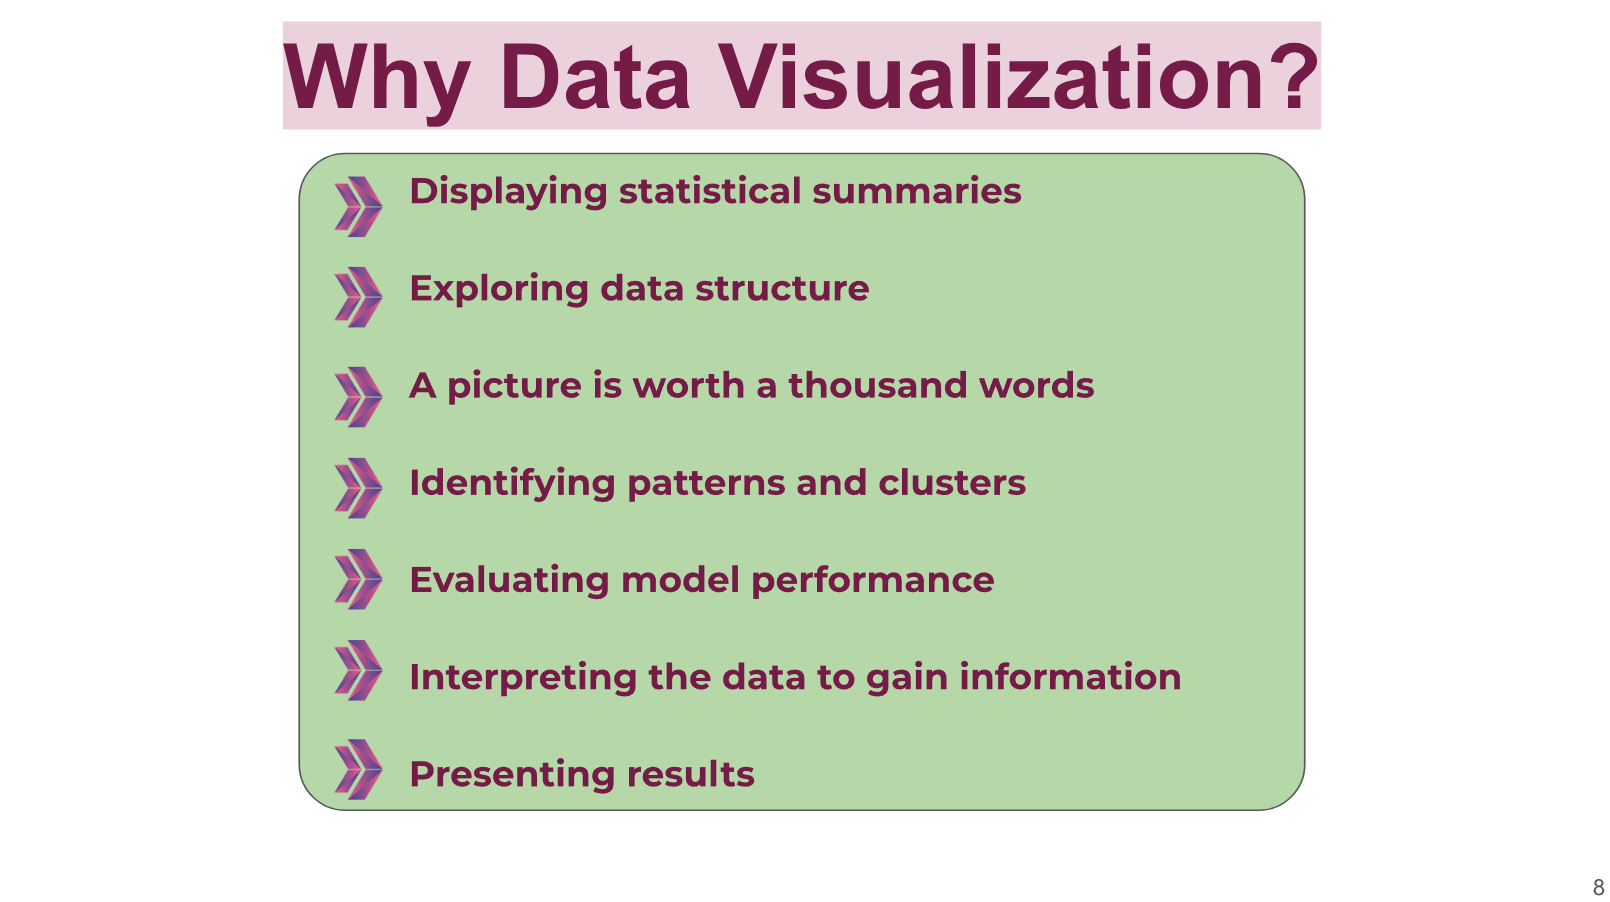 Why Data Visualization?
Displaying statistical summaries
Exploring data structure
A picture is worth a thousand words
Identifying patterns and clusters
Evaluating model performance
Interpreting the data to gain information
Presenting results
8